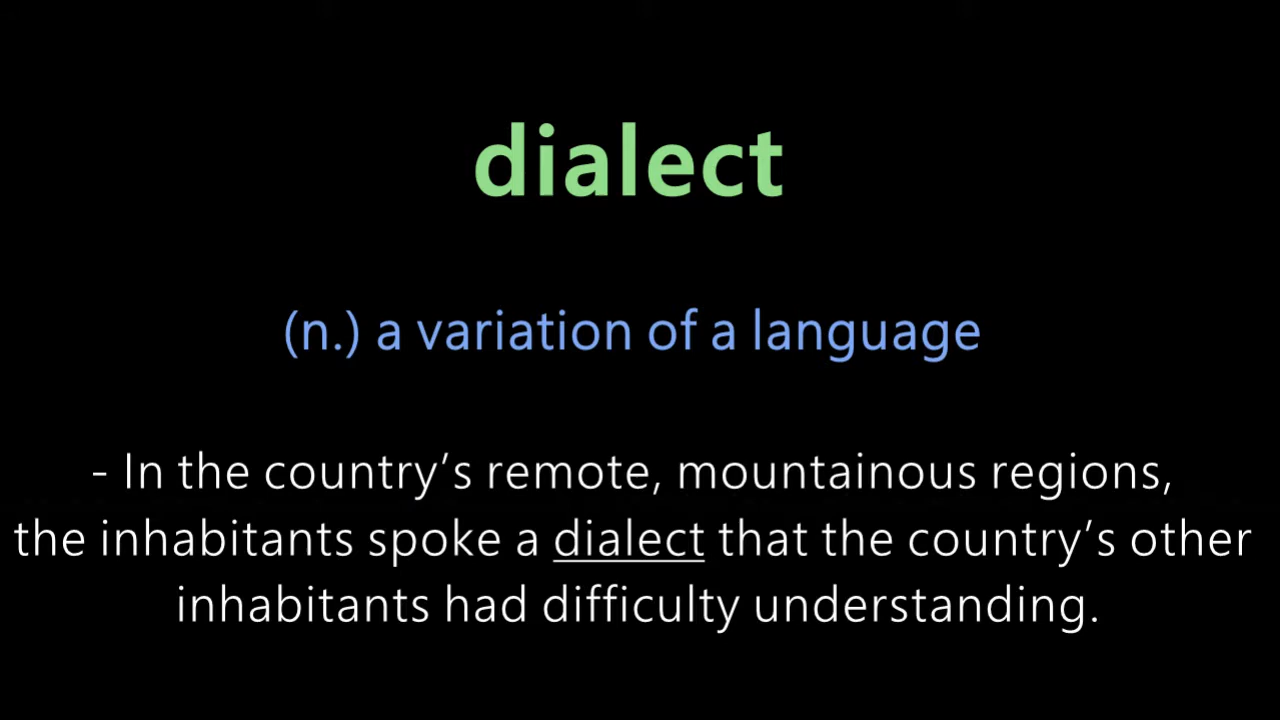 dialect
(n.) a variation of a language
- In the country’s remote, mountainous regions,
the inhabitants spoke a dialect that the country’s other
inhabitants had difficulty understanding.